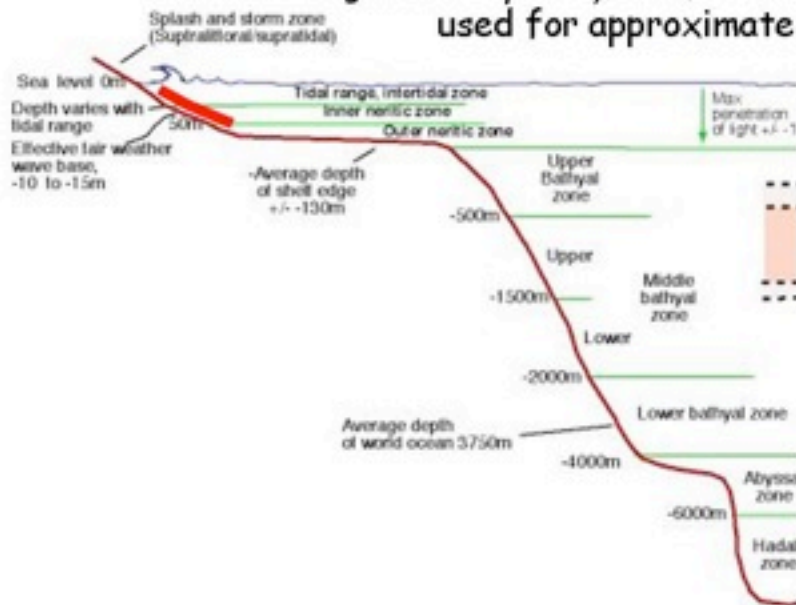 used for approximate
Splash and storm zone
(Supralittoral/supratidal)
Sea level 0m
Tidal range, Intertidal zone
Depth varies with
tidal range
Inner neritic zone
50m
Outer neritic zone
Effective fair weather
wave base,
-10 to -15m
Max
penetration
of light +/- -1
-Average depth
of shelf edge
+/- -130m
Upper
Bathyal
zone
-500m
Upper
-1500m
Middle
bathyal
zone
Lower
-2000m
Lower bathyal zone
Average depth
of world ocean 3750m
-4000m
Abyssa
zone
-6000m
Hadal
zone